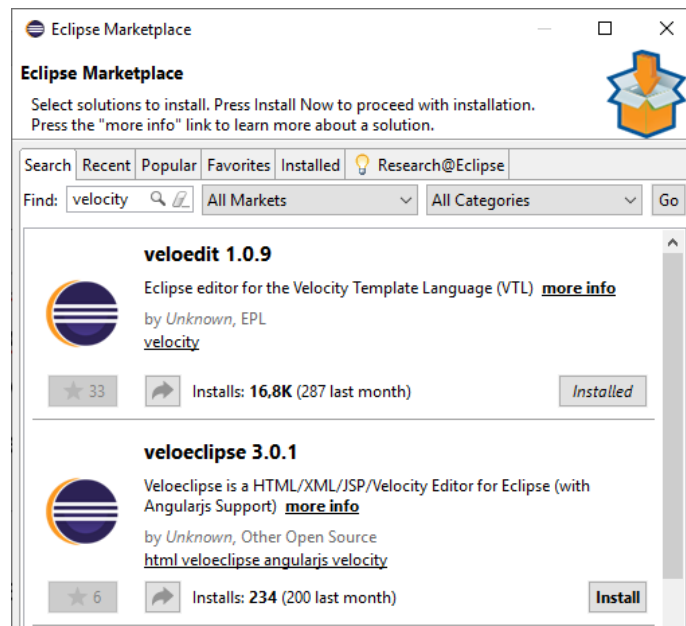 Eclipse Marketplace
Eclipse Marketplace
Select solutions to install. Press Install Now to proceed with installation.
Press the "more info" link to learn more about a solution.
Search Recent Popular Favorites Installed Research@Eclipse
Find: velocity All Markets All Categories Go
veloedit 1.0.9
Eclipse editor for the Velocity Template Language (VTL) more info
by Unknown, EPL
velocity
33 Installs: 16,8K (287 last month) Installed
veloeclipse 3.0.1
Veloeclipse is a HTML/XML/JSP/Velocity Editor for Eclipse (with
Angularjs Support) more info
by Unknown, Other Open Source
html veloeclipse angularjs velocity
6 Installs: 234 (200 last month) Install